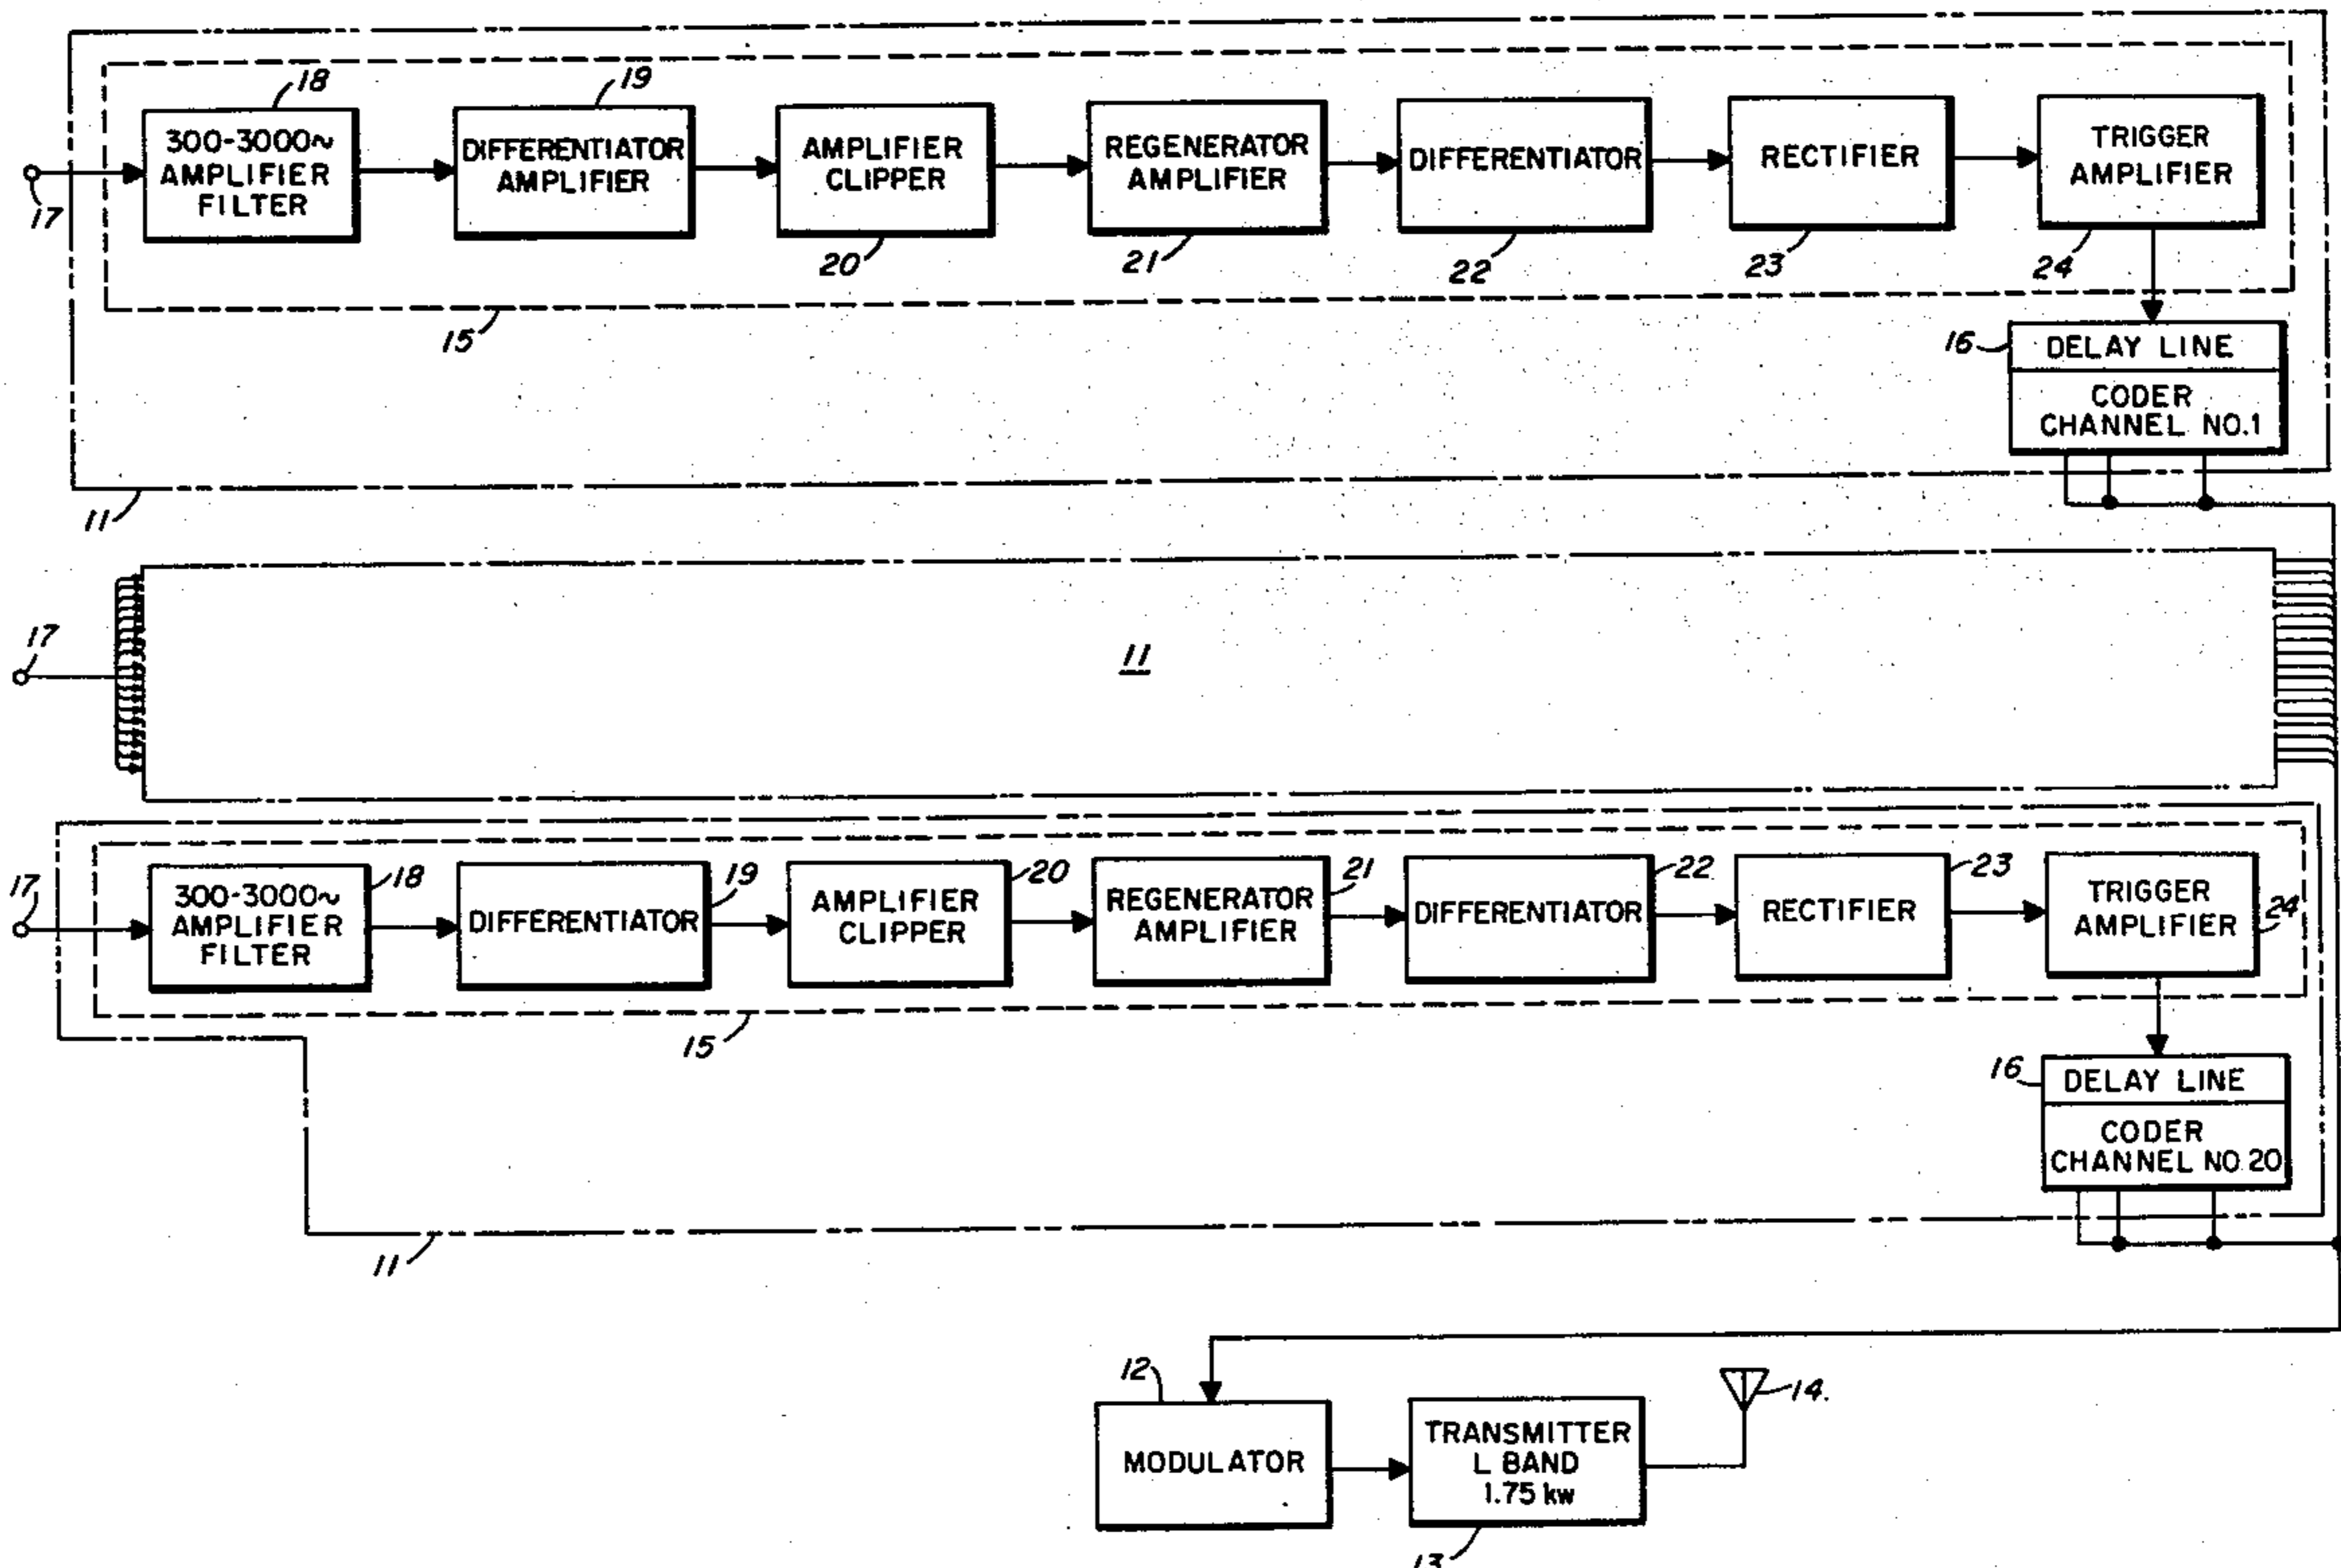 18
19
300-3000~
AMPLIFIER
FILTER
DIFFERENTIATOR
AMPLIFIER
AMPLIFIER
CLIPPER
REGENERATOR
AMPLIFIER
DIFFERENTIATOR
RECTIFIER
TRIGGER
AMPLIFIER
17
20
21
22
23
24
15
16
DELAY LINE
CODER
CHANNEL NO.1
11
17
11
17
300-3000~
AMPLIFIER
FILTER
18
DIFFERENTIATOR
19
AMPLIFIER
CLIPPER
20
REGENERATOR
AMPLIFIER
21
DIFFERENTIATOR
22
RECTIFIER
23
TRIGGER
AMPLIFIER
24
15
16
DELAY LINE
CODER
CHANNEL NO.20
11
12
MODULATOR
TRANSMITTER
L BAND
1.75 kw
14.
13